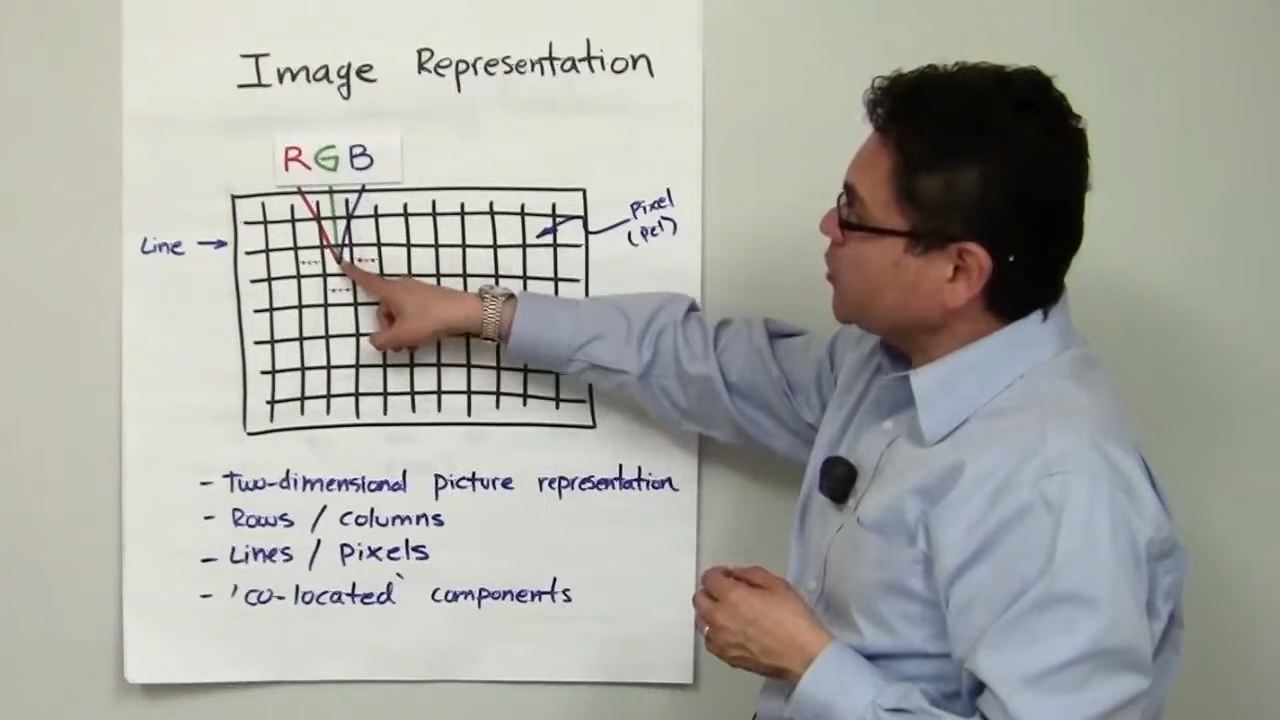 Image Representation
RGB
Pixel
(pel)
Line
- Two-dimensional picture representation
- Rows / columns
- Lines / pixels
- 'co-located` components